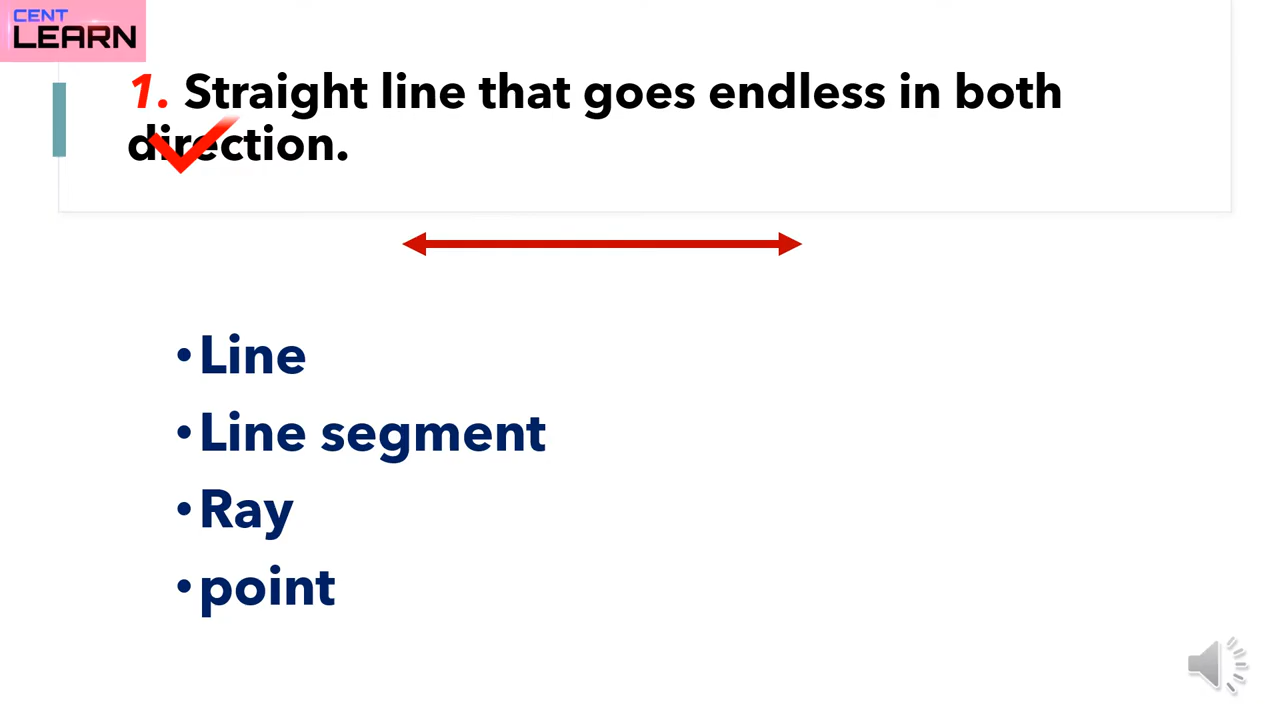 CENT
LEARN
1. Straight line that goes endless in both
direction.
•Line
•Line segment
•Ray
•point